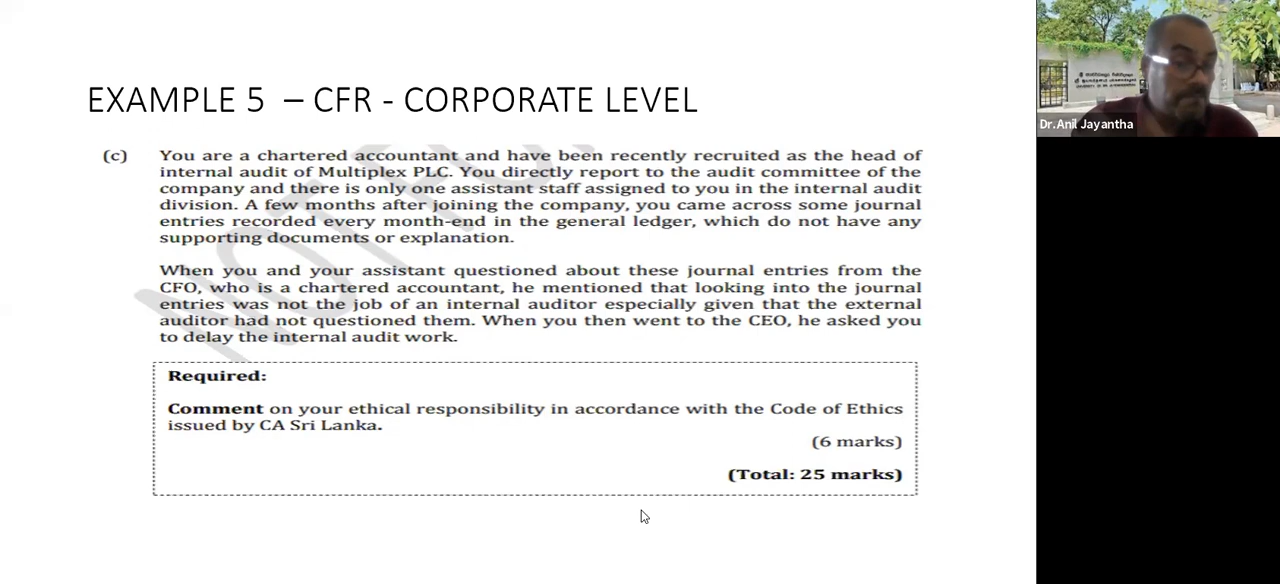 EXAMPLE 5 – CFR - CORPORATE LEVEL
(c) You are a chartered accountant and have been recently recruited as the head of
internal audit of Multiplex PLC. You directly report to the audit committee of the
company and there is only one assistant staff assigned to you in the internal audit
division. A few months after joining the company, you came across some journal
entries recorded every month-end in the general ledger, which do not have any
supporting documents or explanation.
When you and your assistant questioned about these journal entries from the
CFO, who is a chartered accountant, he mentioned that looking into the journal
entries was not the job of an internal auditor especially given that the external
auditor had not questioned them. When you then went to the CEO, he asked you
to delay the internal audit work.
Required:
Comment on your ethical responsibility in accordance with the Code of Ethics
issued by CA Sri Lanka.
(6 marks)
(Total: 25 marks)
Dr.Anil Jayantha